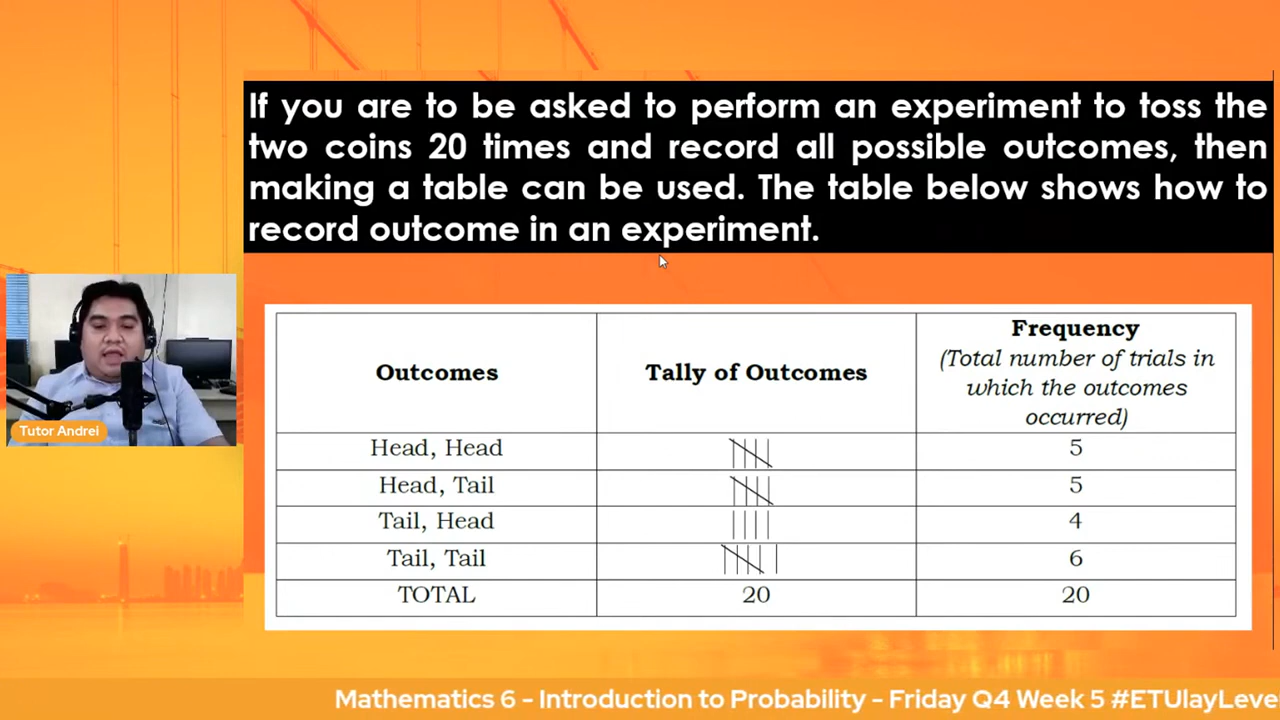 If you are to be asked to perform an experiment to toss the
two coins 20 times and record all possible outcomes, then
making a table can be used. The table below shows how to
record outcome in an experiment.
Outcomes
Tally of Outcomes
Frequency
(Total number of trials in
which the outcomes
occurred)
Head, Head
5
Head, Tail
5
Tail, Head
4
Tail, Tail
6
TOTAL
20
20
Tutor Andrei
Mathematics 6 - Introduction to Probability - Friday Q4 Week 5 #ETUlayLeve